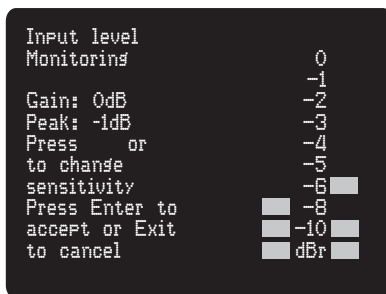 Input level
Monitoring 0
-1
Gain: 0dB -2
Peak: -1dB -3
Press or -4
to change -5
sensitivity -6
Press Enter to -8
accept or Exit -10
to cancel dBr